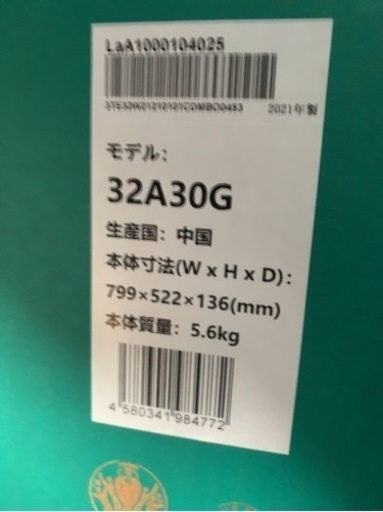 LaA1000104025
2021年製
モデル:
32A30G
生産国: 中国
本体寸法(W x H x D):
799×522×136(mm)
本体質量: 5.6kg
4 580341 984772